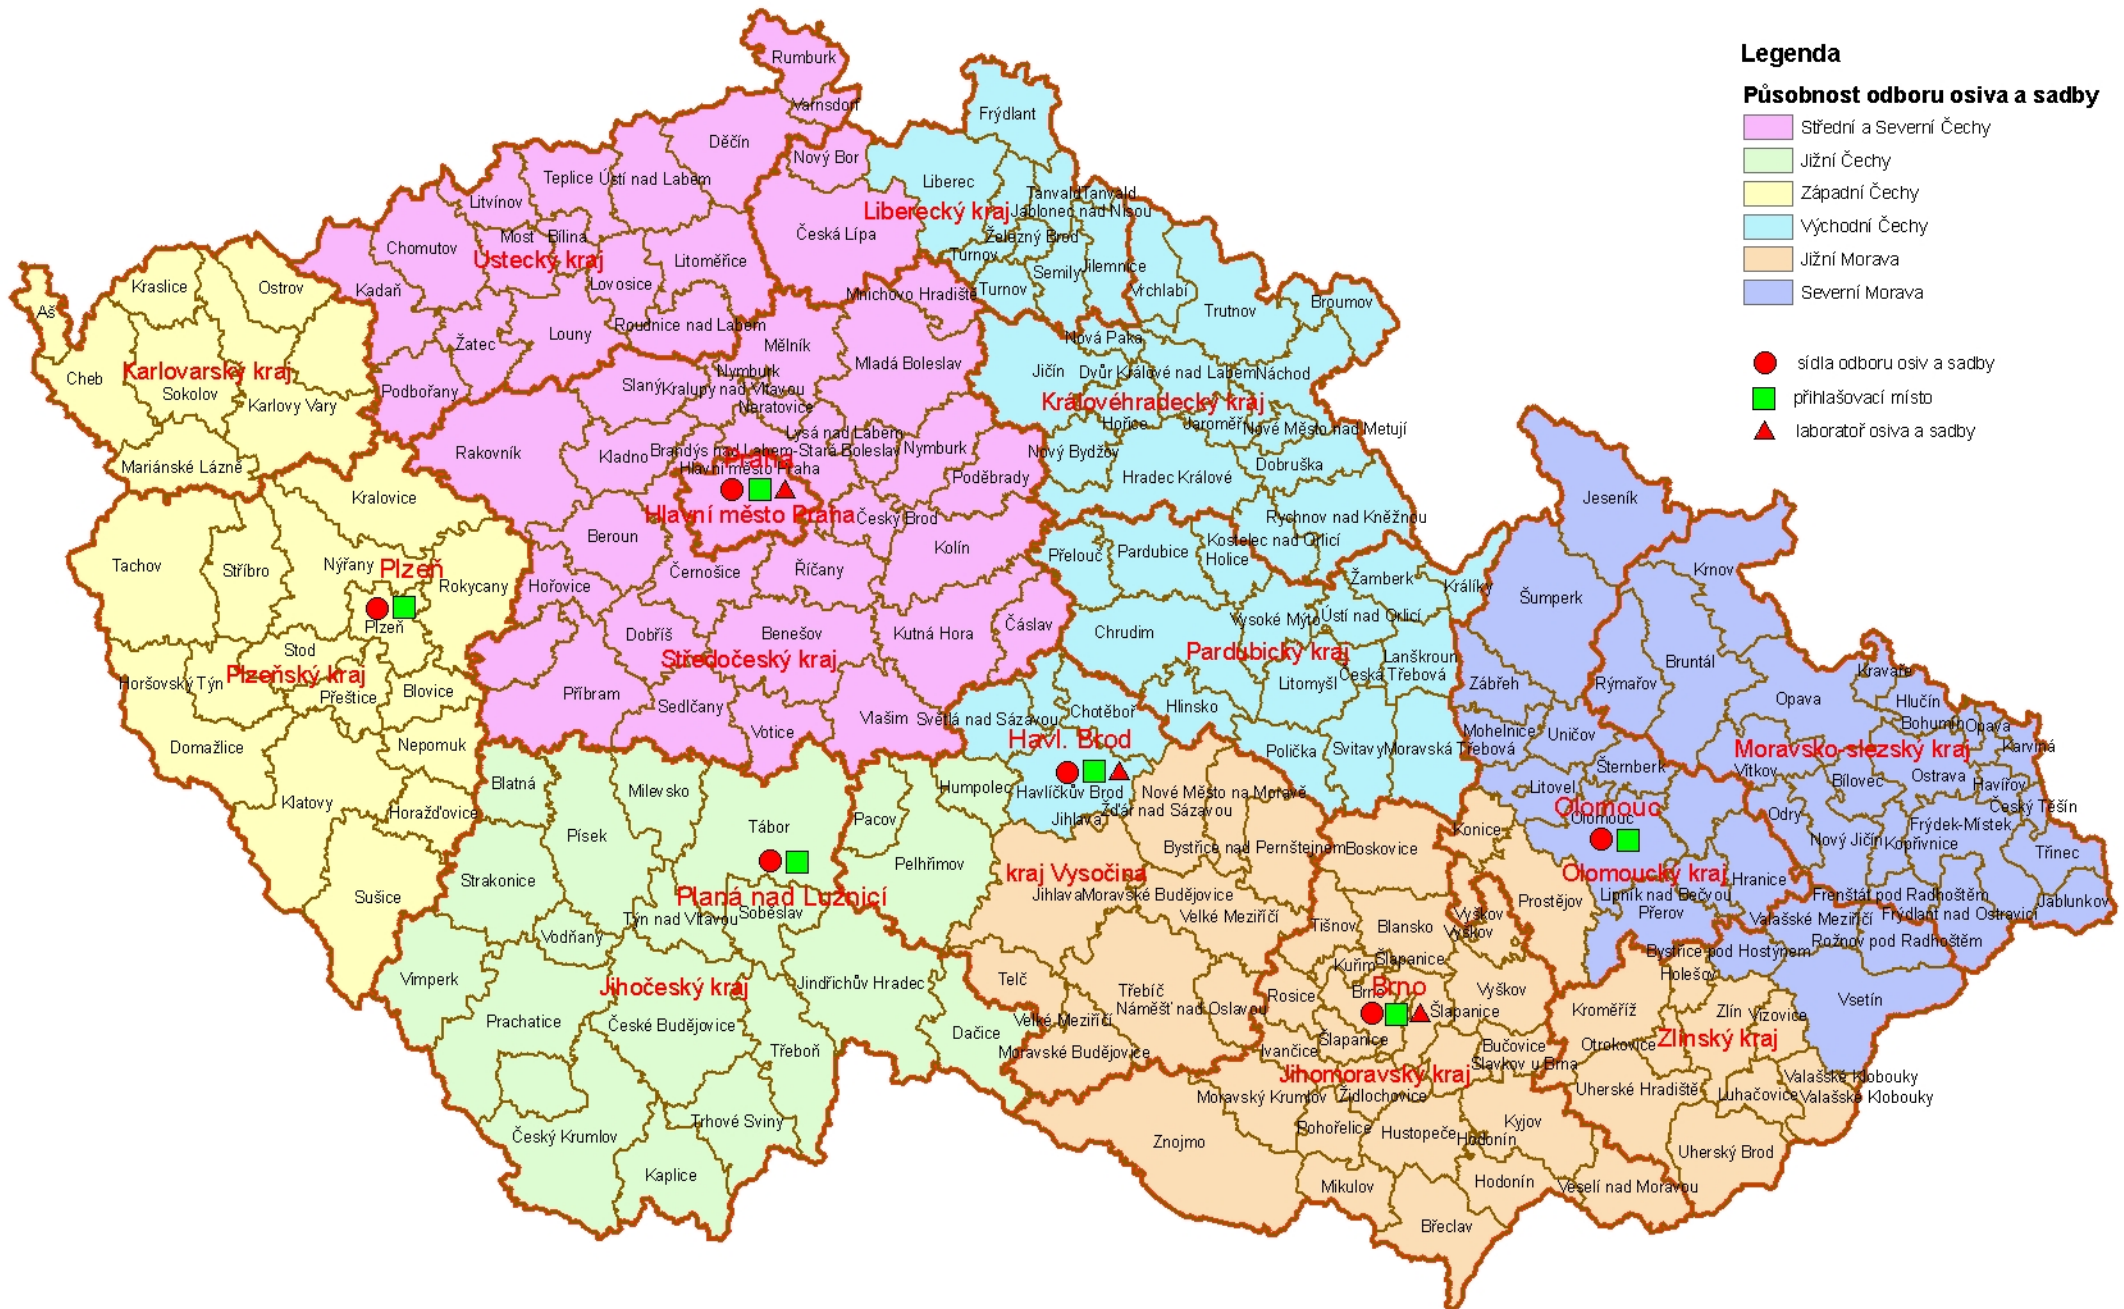 Legenda
Působnost odboru osiva a sadby
Střední a Severní Čechy
Jižní Čechy
Západní Čechy
Východní Čechy
Jižní Morava
Severní Morava
sídla odboru osiv a sadby
přihlašovací místo
laboratoř osiva a sadby
Rumburk
Varnsdorf
Děčín
Nový Bor
Frýdlant
Teplice
Ústí nad Labem
Liberec
Litvínov
Tanvald
Tanvald
Liberecký kraj
Jablonec nad Nisou
Chomutov
Most
Bílina
Česká Lípa
Železný Brod
Ústecký kraj
Litoměřice
Turnov
Semily
Jilemnice
Kraslice
Ostrov
Kadaň
Lovosice
Mnichovo Hradiště
Turnov
Vrchlabí
Trutnov
Broumov
Aš
Žatec
Louny
Roudnice nad Labem
Mělník
Nová Paka
Cheb
Karlovarský kraj
Sokolov
Karlovy Vary
Podbořany
Slaný
Nymburk
Kralupy nad Vltavou
Neratovice
Mladá Boleslav
Jičín
Dvůr Králové nad Labem
Náchod
Královéhradecký kraj
Hořice
Jaroměř
Nové Město nad Metují
Mariánské Lázně
Rakovník
Kladno
Lysá nad Labem
Brandýs nad Labem-Stará Boleslav
Nymburk
Nový Bydžov
Praha
Hlavní město Praha
Poděbrady
Hradec Králové
Dobruška
Kralovice
Hlavní město Praha
Český Brod
Rychnov nad Kněžnou
Jeseník
Beroun
Kolín
Přelouč
Pardubice
Kostelec nad Orlicí
Holice
Tachov
Stříbro
Nýřany
Plzeň
Rokycany
Hořovice
Černošice
Říčany
Žamberk
Králíky
Šumperk
Krnov
Plzeň
Dobříš
Benešov
Kutná Hora
Čáslav
Chrudim
Vysoké Mýto
Ústí nad Orlicí
Stod
Středočeský kraj
Pardubický kraj
Lanškroun
Česká Třebová
Bruntál
Kravaře
Horšovský Týn
Plzeňský kraj
Přeštice
Blovice
Příbram
Sedlčany
Litomyšl
Zábřeh
Rýmařov
Opava
Hlučín
Domažlice
Nepomuk
Votice
Vlašim
Světlá nad Sázavou
Chotěboř
Hlinsko
Havl. Brod
Polička
Svitavy
Moravská Třebová
Mohelnice
Uničov
Bohumín
Opava
Karviná
Moravsko-slezský kraj
Klatovy
Horažďovice
Blatná
Milevsko
Humpolec
Havlíčkův Brod
Nové Město na Moravě
Žďár nad Sázavou
Jihlava
Šternberk
Litovel
Vítkov
Bílovec
Ostrava
Havířov
Český Těšín
Olomouc
Olomouc
Odry
Písek
Tábor
Pacov
Pelhřimov
Bystřice nad Pernštejnem
Boskovice
Konice
Nový Jičín
Frýdek-Místek
Kopřivnice
Třinec
Sušice
Strakonice
Planá nad Lužnicí
Týn nad Vltavou
Soběslav
kraj Vysočina
Jihlava
Moravské Budějovice
Velké Meziříčí
Olomoucký kraj
Hranice
Lipník nad Bečvou
Přerov
Prostějov
Frenštát pod Radhoštěm
Frýdlant nad Ostravicí
Jablunkov
Valašské Meziříčí
Vodňany
Tišnov
Blansko
Vyškov
Vyškov
Rožnov pod Radhoštěm
Bystřice pod Hostýnem
Holešov
Vimperk
Jihočeský kraj
Jindřichův Hradec
Telč
Třebíč
Náměšť nad Oslavou
Kuřim
Šlapanice
Rosice
Brno
Brno
Vyškov
Šlapanice
Kroměříž
Zlín
Vizovice
Vsetín
Prachatice
České Budějovice
Třeboň
Dačice
Velké Meziříčí
Moravské Budějovice
Ivančice
Šlapanice
Bučovice
Slavkov u Brna
Otrokovice
Zlínský kraj
Jihomoravský kraj
Uherské Hradiště
Luhačovice
Valašské Klobouky
Valašské Klobouky
Český Krumlov
Trhové Sviny
Kaplice
Moravský Krumlov
Židlochovice
Znojmo
Pohořelice
Hustopeče
Hodonín
Kyjov
Uherský Brod
Mikulov
Hodonín
Veselí nad Moravou
Břeclav